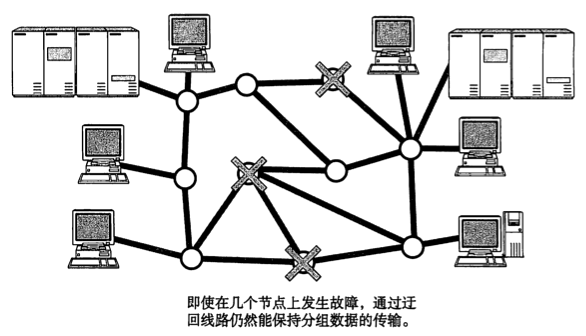 即使在几个节点上发生故障，通过迂
回线路仍然能保持分组数据的传输。